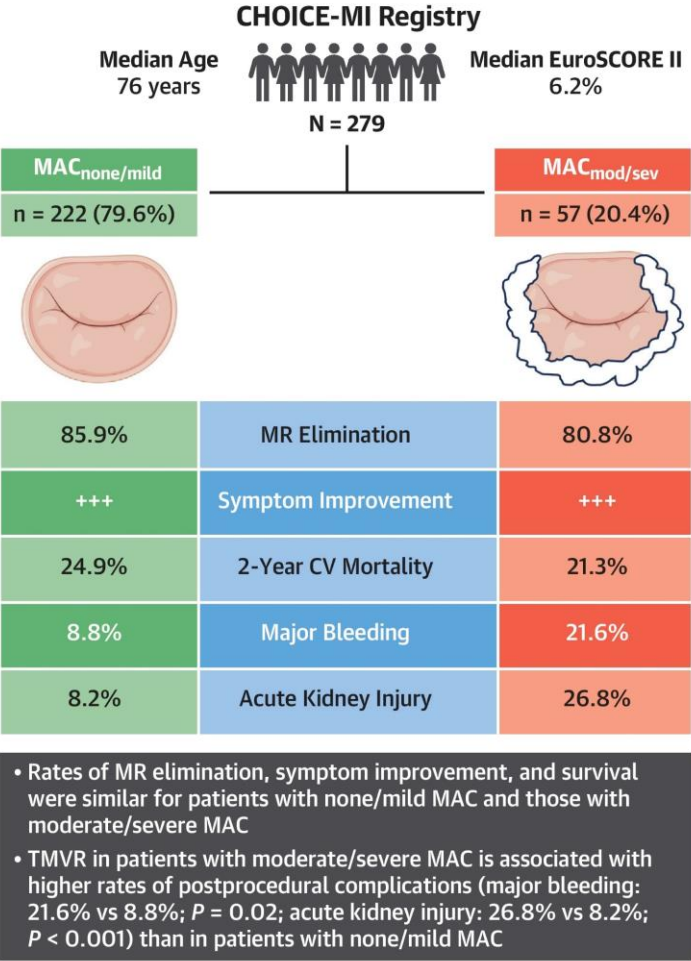 CHOICE-MI Registry
Median Age
76 years
Median EuroSCORE II
6.2%
N = 279
MACnone/mild
n = 222 (79.6%)
MACmod/sev
n = 57 (20.4%)
85.9% MR Elimination 80.8%
+++ Symptom Improvement +++
24.9% 2-Year CV Mortality 21.3%
8.8% Major Bleeding 21.6%
8.2% Acute Kidney Injury 26.8%
• Rates of MR elimination, symptom improvement, and survival
were similar for patients with none/mild MAC and those with
moderate/severe MAC
• TMVR in patients with moderate/severe MAC is associated with
higher rates of postprocedural complications (major bleeding:
21.6% vs 8.8%; P = 0.02; acute kidney injury: 26.8% vs 8.2%;
P < 0.001) than in patients with none/mild MAC